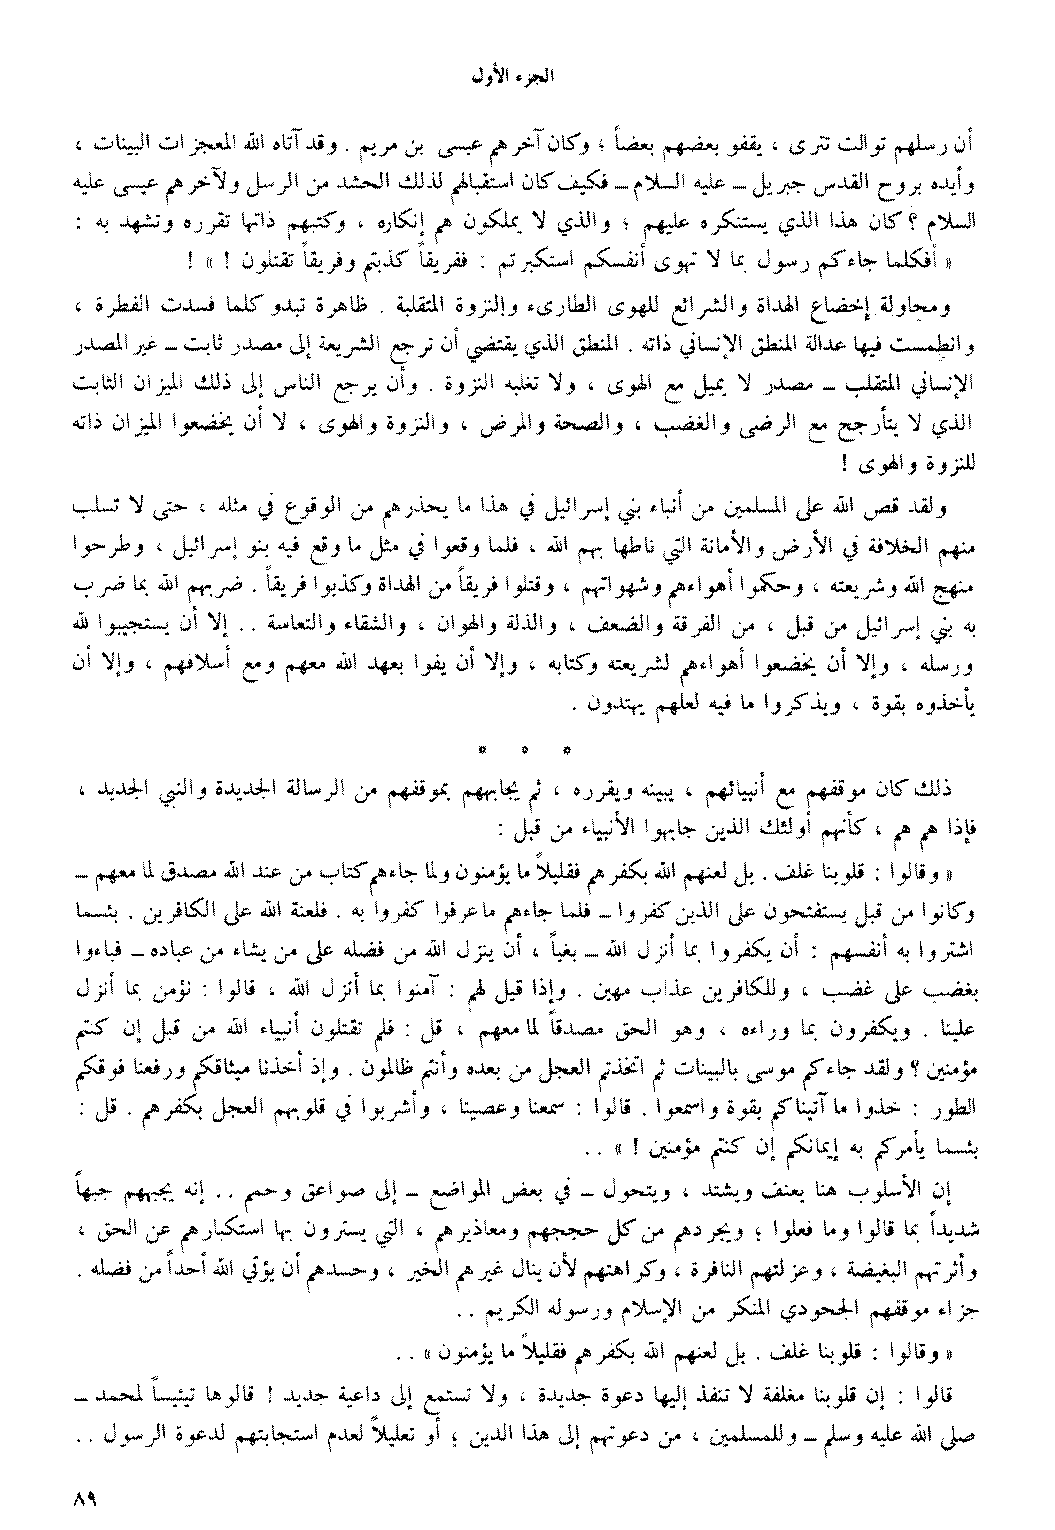 الجزء الأول
أن رسلهم توالت تترى ، يقفو بعضهم بعضاً ؛ وكان آخرهم عيسى بن مريم . وقد آتاه الله المعجزات البينات ،
وأيده بروح القدس جبريل – عليه السلام – فكيف كان استقبالهم لذلك الحشد من الرسل ولآخرهم عيسى عليه
السلام ؟ كان هذا الذي يستنكره عليهم ؛ والذي لا يملكون هم إنكاره ، وكتبهم ذاتها تقرره وتشهد به :
« أفكلما جاءكم رسول بما لا تهوى أنفسكم استكبرتم : ففريقاً كذبتم وفريقاً تقتلون ! » !
ومحاولة إخضاع الهداة والشرائع للهوى الطارىء والنزوة المتقلبة . ظاهرة تبدو كلما فسدت الفطرة ،
وانطمست فيها عدالة المنطق الإنساني ذاته . المنطق الذي يقتضي أن ترجع الشريعة إلى مصدر ثابت – غير المصدر
الإنساني المتقلب – مصدر لا يميل مع الهوى ، ولا تغلبه النزوة . وأن يرجع الناس إلى ذلك الميزان الثابت
الذي لا يتأرجح مع الرضى والغضب ، والصحة والمرض ، والنزوة والهوى ، لا أن يخضعوا الميزان ذاته
للنزوة والهوى !
ولقد قص الله على المسلمين من أنباء بني إسرائيل في هذا ما يحذرهم من الوقوع في مثله ، حتى لا تسلب
منهم الخلافة في الأرض والأمانة التي ناطها بهم الله ، فلما وقعوا في مثل ما وقع فيه بنو إسرائيل ، وطرحوا
منهج الله وشريعته ، وحكموا أهواءهم وشهواتهم ، وقتلوا فريقاً من الهداة وكذبوا فريقاً . ضربهم الله بما ضرب
به بني إسرائيل من قبل ، من الفرقة والضعف ، والذلة والهوان ، والشقاء والتعاسة .. إلا أن يستجيبوا لله
ورسله ، وإلا أن يخضعوا أهواءهم لشريعته وكتابه ، وإلا أن يفوا بعهد الله معهم ومع أسلافهم ، وإلا أن
يأخذوه بقوة ، ويذكروا ما فيه لعلهم يهتدون .
* * *
ذلك كان موقفهم مع أنبيائهم ، يبينه ويقرره ، ثم يجابههم بموقفهم من الرسالة الجديدة والنبي الجديد ،
فإذا هم هم ، كأنهم أولئك الذين جابهوا الأنبياء من قبل :
« وقالوا : قلوبنا غلف . بل لعنهم الله بكفرهم فقليلاً ما يؤمنون ولما جاءهم كتاب من عند الله مصدق لما معهم –
وكانوا من قبل يستفتحون على الذين كفروا – فلما جاءهم ما عرفوا كفروا به . فلعنة الله على الكافرين . بئسما
اشتروا به أنفسهم : أن يكفروا بما أنزل الله – بغياً ، أن ينزل الله من فضله على من يشاء من عباده – فباءوا
بغضب على غضب ، وللكافرين عذاب مهين . وإذا قيل لهم : آمنوا بما أنزل الله ، قالوا : نؤمن بما أنزل
علينا . ويكفرون بما وراءه ، وهو الحق مصدقاً لما معهم ، قل : فلم تقتلون أنبياء الله من قبل إن كنتم
مؤمنين ؟ ولقد جاءكم موسى بالبينات ثم اتخذتم العجل من بعده وأنتم ظالمون . وإذ أخذنا ميثاقكم ورفعنا فوقكم
الطور : خذوا ما آتيناكم بقوة واسمعوا . قالوا : سمعنا وعصينا ، وأشربوا في قلوبهم العجل بكفرهم . قل :
بئسما يأمركم به إيمانكم إن كنتم مؤمنين ! » ..
إن الأسلوب هنا يعنف ويشتد ، ويتحول – في بعض المواضع – إلى صواعق وحمم .. إنه يجبههم جبهاً
شديداً بما قالوا وما فعلوا ؛ ويجردهم من كل حججهم ومعاذيرهم ، التي يسترون بها استكبارهم عن الحق ،
وأثرتهم البغيضة ، وعزلتهم النافرة ، وكراهتهم لأن ينال غيرهم الخير ، وحسدهم أن يؤتي الله أحداً من فضله .
جزاء موقفهم الجحودي المنكر من الإسلام ورسوله الكريم ..
« وقالوا : قلوبنا غلف . بل لعنهم الله بكفرهم فقليلاً ما يؤمنون » ..
قالوا : إن قلوبنا مغلفة لا تنفذ إليها دعوة جديدة ، ولا تستمع إلى داعية جديد ! قالوها تيئيساً لمحمد –
صلى الله عليه وسلم – وللمسلمين ، من دعوتهم إلى هذا الدين ؛ أو تعليلاً لعدم استجابتهم لدعوة الرسول ..
٨٩